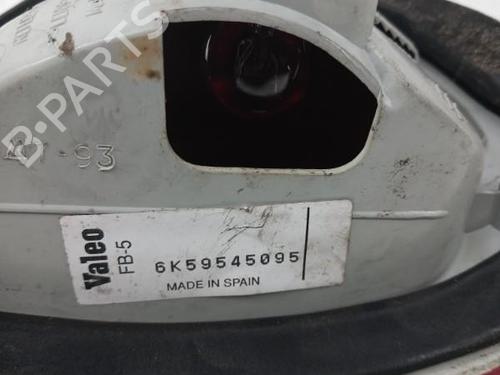 B-PARTS
-93
Valeo
FB-5
6K59545095
MADE IN SPAIN